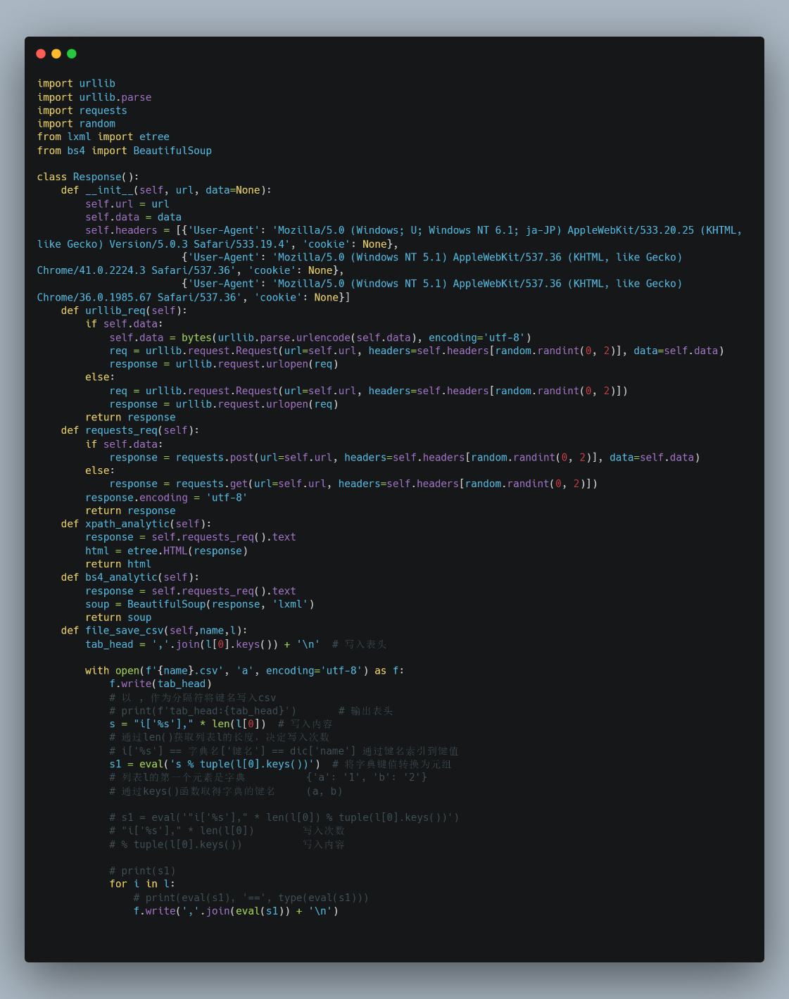 import urllib
import urllib.parse
import requests
import random
from lxml import etree
from bs4 import BeautifulSoup

class Response():
    def __init__(self, url, data=None):
        self.url = url
        self.data = data
        self.headers = [{'User-Agent': 'Mozilla/5.0 (Windows; U; Windows NT 6.1; ja-JP) AppleWebKit/533.20.25 (KHTML,
like Gecko) Version/5.0.3 Safari/533.19.4', 'cookie': None},
                        {'User-Agent': 'Mozilla/5.0 (Windows NT 5.1) AppleWebKit/537.36 (KHTML, like Gecko)
Chrome/41.0.2224.3 Safari/537.36', 'cookie': None},
                        {'User-Agent': 'Mozilla/5.0 (Windows NT 5.1) AppleWebKit/537.36 (KHTML, like Gecko)
Chrome/36.0.1985.67 Safari/537.36', 'cookie': None}]
    def urllib_req(self):
        if self.data:
            self.data = bytes(urllib.parse.urlencode(self.data), encoding='utf-8')
            req = urllib.request.Request(url=self.url, headers=self.headers[random.randint(0, 2)], data=self.data)
            response = urllib.request.urlopen(req)
        else:
            req = urllib.request.Request(url=self.url, headers=self.headers[random.randint(0, 2)])
            response = urllib.request.urlopen(req)
        return response
    def requests_req(self):
        if self.data:
            response = requests.post(url=self.url, headers=self.headers[random.randint(0, 2)], data=self.data)
        else:
            response = requests.get(url=self.url, headers=self.headers[random.randint(0, 2)])
        response.encoding = 'utf-8'
        return response
    def xpath_analytic(self):
        response = self.requests_req().text
        html = etree.HTML(response)
        return html
    def bs4_analytic(self):
        response = self.requests_req().text
        soup = BeautifulSoup(response, 'lxml')
        return soup
    def file_save_csv(self,name,l):
        tab_head = ','.join(l[0].keys()) + '\n'  # 写入表头

        with open(f'{name}.csv', 'a', encoding='utf-8') as f:
            f.write(tab_head)
            # 以 , 作为分隔符将键名写入csv
            # print(f'tab_head:{tab_head}')       # 输出表头
            s = "i['%s']," * len(l[0])  # 写入内容
            # 通过len()获取列表l的长度，决定写入次数
            # i['%s'] == 字典名['键名'] == dic['name'] 通过键名索引到键值
            s1 = eval('s % tuple(l[0].keys())')  # 将字典键值转换为元组
            # 列表l的第一个元素是字典          {'a': '1', 'b': '2'}
            # 通过keys()函数取得字典的键名     (a, b)

            # s1 = eval('"i['%s']," * len(l[0]) % tuple(l[0].keys())')
            # "i['%s']," * len(l[0])        写入次数
            # % tuple(l[0].keys())          写入内容

            # print(s1)
            for i in l:
                # print(eval(s1), '==', type(eval(s1)))
                f.write(','.join(eval(s1)) + '\n')